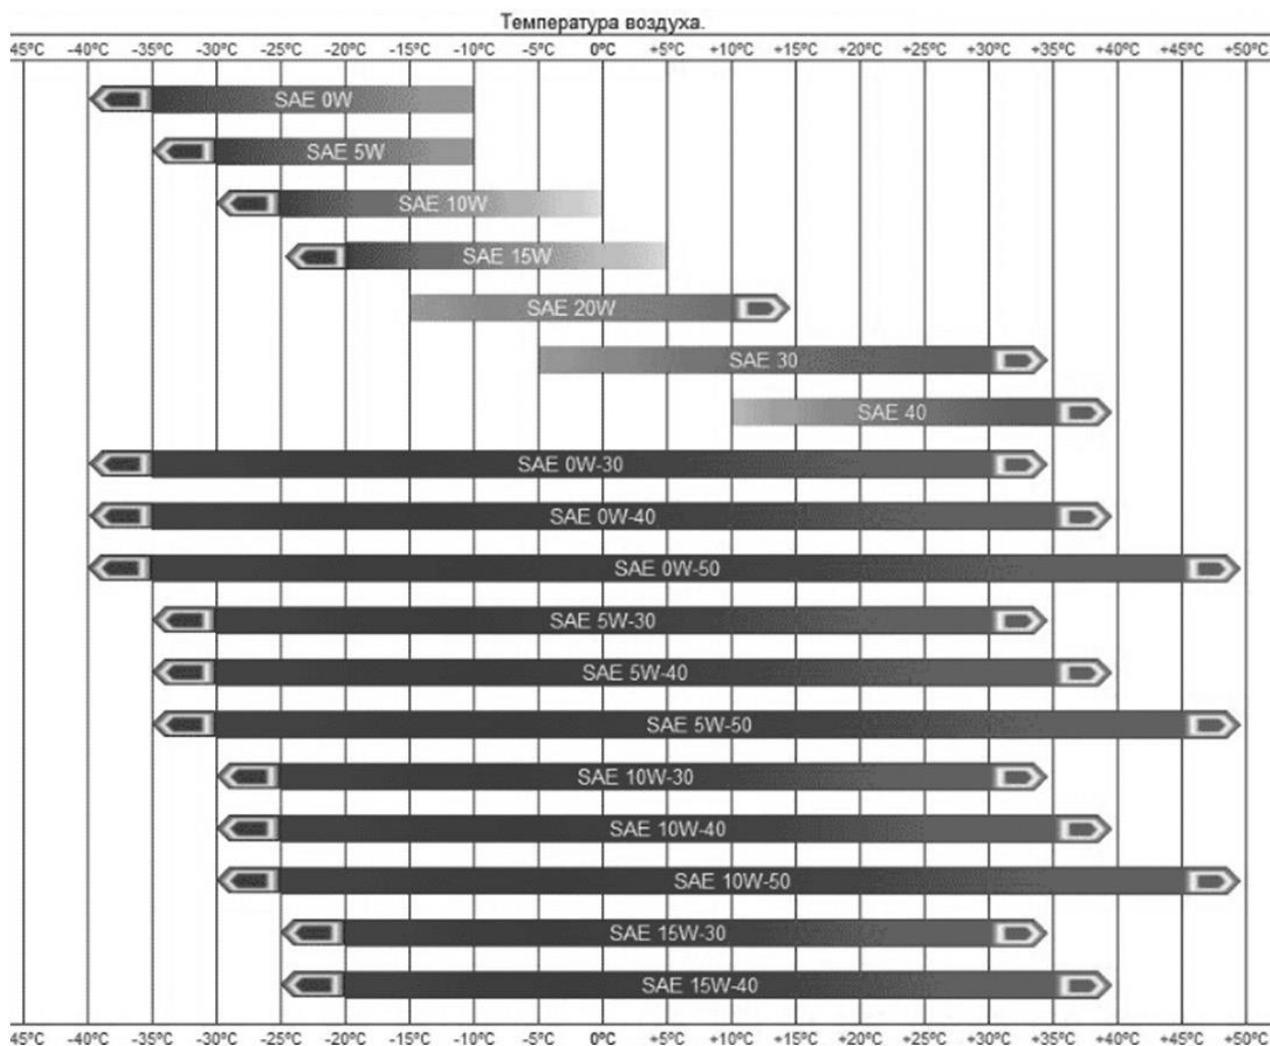 Температура воздуха.
45°C -40°C -35°C -30°C -25°C -20°C -15°C -10°C -5°C 0°C +5°C +10°C +15°C +20°C +25°C +30°C +35°C +40°C +45°C +50°C
SAE 0W
SAE 5W
SAE 10W
SAE 15W
SAE 20W
SAE 30
SAE 40
SAE 0W-30
SAE 0W-40
SAE 0W-50
SAE 5W-30
SAE 5W-40
SAE 5W-50
SAE 10W-30
SAE 10W-40
SAE 10W-50
SAE 15W-30
SAE 15W-40
45°C -40°C -35°C -30°C -25°C -20°C -15°C -10°C -5°C 0°C +5°C +10°C +15°C +20°C +25°C +30°C +35°C +40°C +45°C +50°C